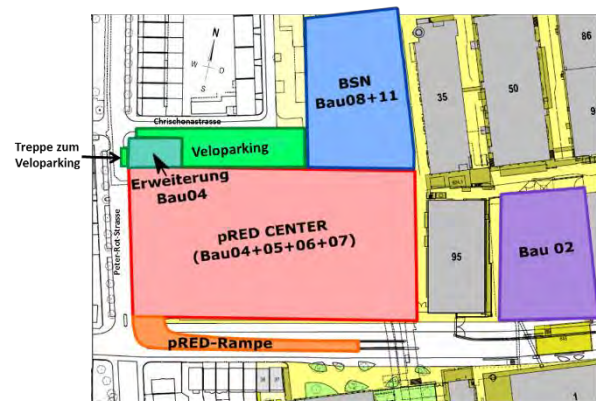 N
W
O
S
86
BSN
Bau08+11
35
50
Chrischonastrasse
Treppe zum
Veloparking
Veloparking
Erweiterung
Bau04
Peter-Rot-Strasse
pRED CENTER
(Bau04+05+06+07)
95
Bau 02
pRED-Rampe
1